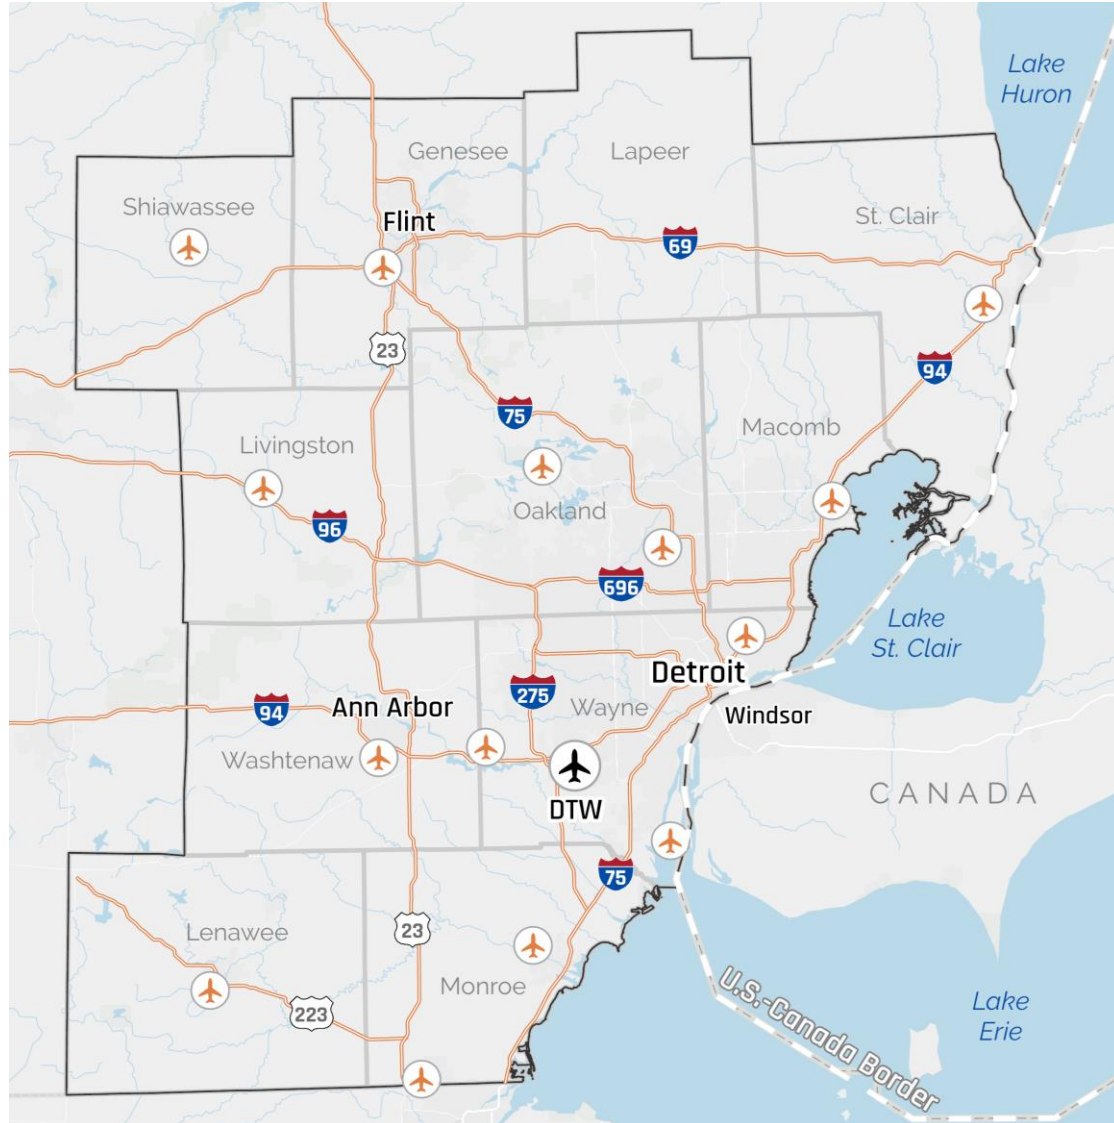 Lake
Huron
Genesee
Lapeer
Shiawassee
St. Clair
Flint
69
23
94
75
Macomb
Livingston
Oakland
96
696
Lake
St. Clair
Detroit
275
Wayne
94
Ann Arbor
Windsor
Washtenaw
CANADA
DTW
75
23
Lenawee
Monroe
223
U.S.-Canada Border
Lake
Erie